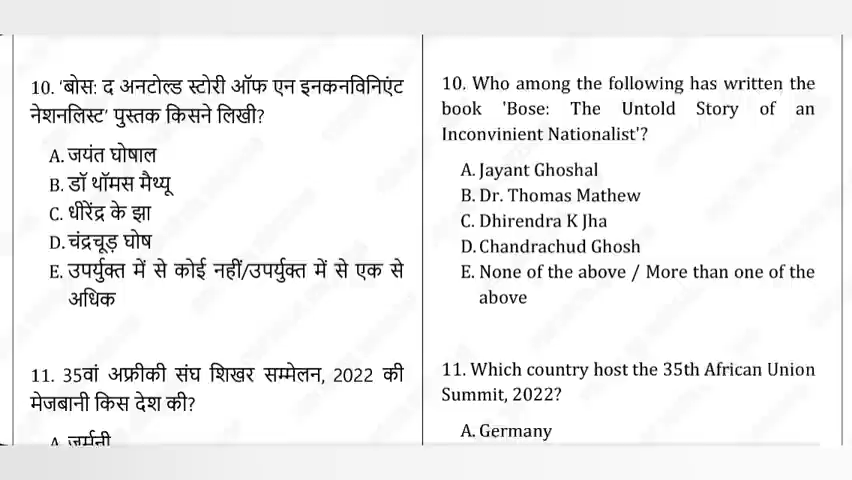 10. 'बोस: द अनटोल्ड स्टोरी ऑफ एन इनकनविनिएंट
नेशनलिस्ट' पुस्तक किसने लिखी?
A. जयंत घोषाल
B. डॉ थॉमस मैथ्यू
C. धीरेंद्र के झा
D. चंद्रचूड़ घोष
E. उपर्युक्त में से कोई नहीं/उपर्युक्त में से एक से
अधिक
11. 35वां अफ्रीकी संघ शिखर सम्मेलन, 2022 की
मेजबानी किस देश की?
A. जर्मनी
10. Who among the following has written the
book 'Bose: The Untold Story of an
Inconvinient Nationalist'?
A. Jayant Ghoshal
B. Dr. Thomas Mathew
C. Dhirendra K Jha
D. Chandrachud Ghosh
E. None of the above / More than one of the
above
11. Which country host the 35th African Union
Summit, 2022?
A. Germany